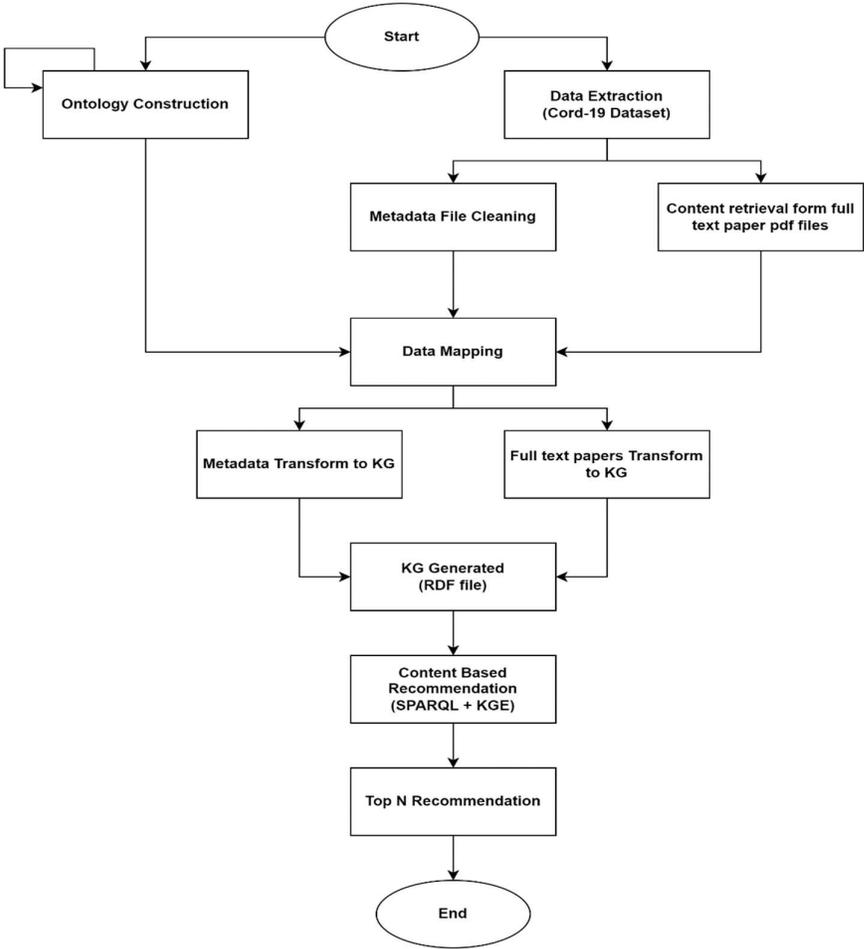 Start
Ontology Construction
Data Extraction
(Cord-19 Dataset)
Metadata File Cleaning
Content retrieval form full
text paper pdf files
Data Mapping
Metadata Transform to KG
Full text papers Transform
to KG
KG Generated
(RDF file)
Content Based
Recommendation
(SPARQL + KGE)
Top N Recommendation
End